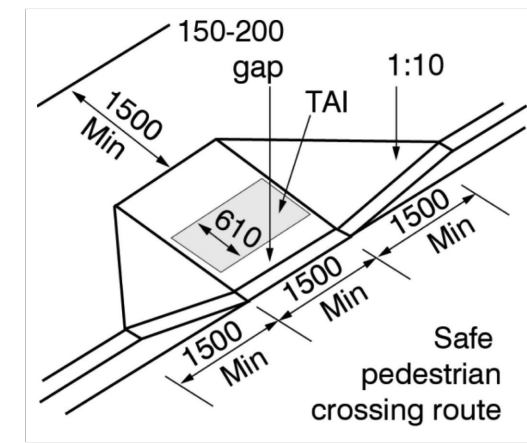 150-200
gap
1:10
TAI
1500
Min
610
1500
Min
1500
Min
1500
Min
Safe
pedestrian
crossing route